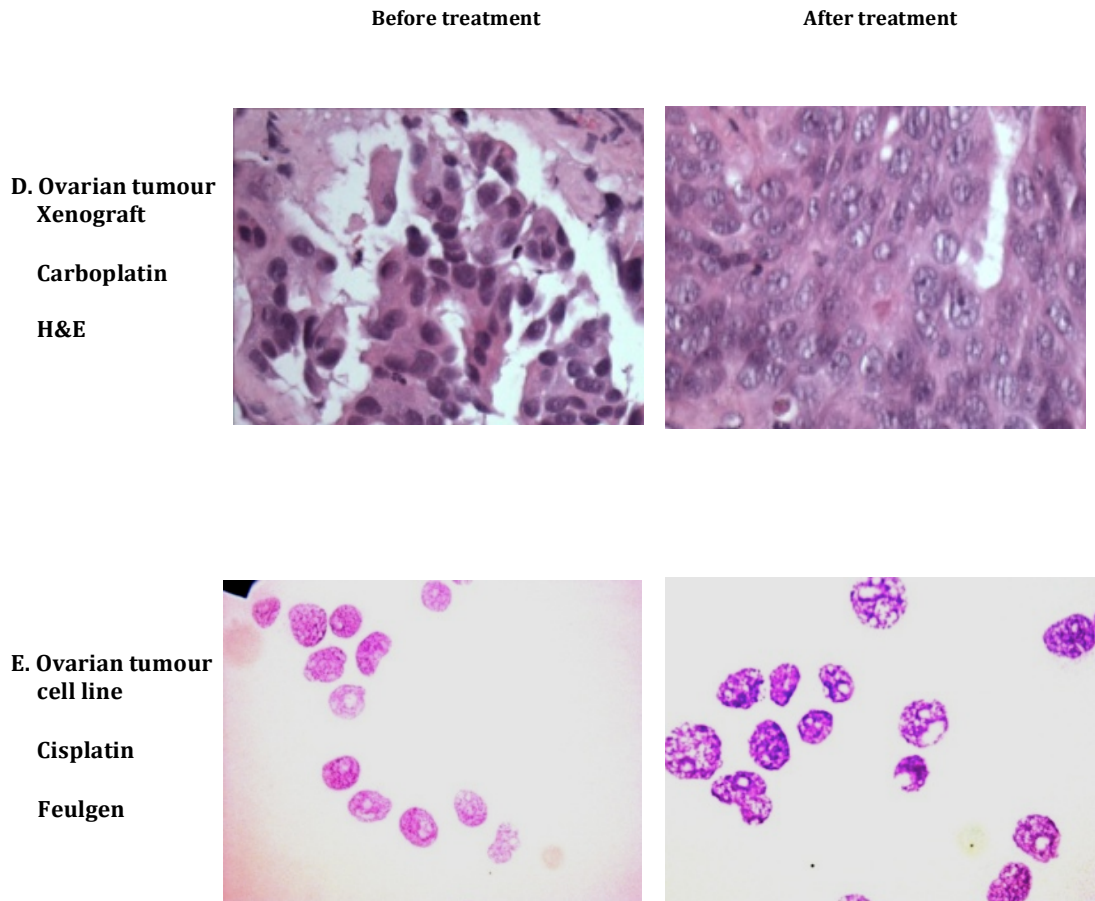 Before treatment After treatment
D. Ovarian tumour
Xenograft
Carboplatin
H&E
E. Ovarian tumour
cell line
Cisplatin
Feulgen